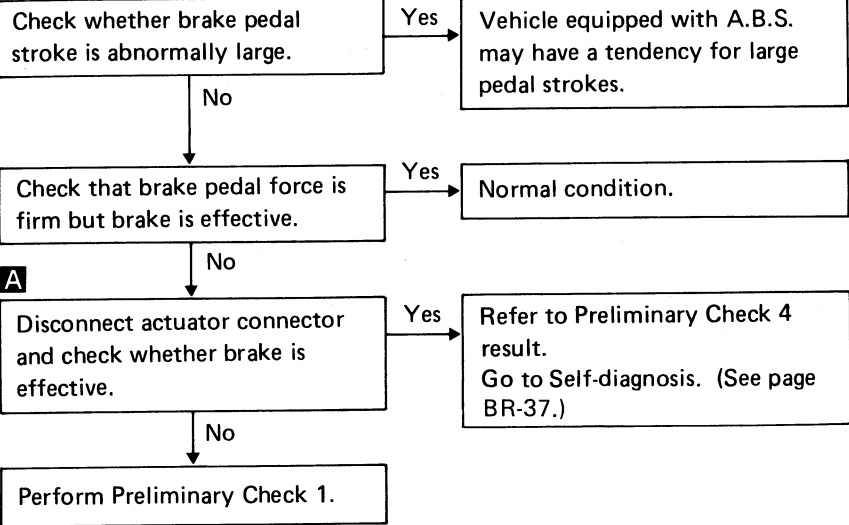 Check whether brake pedal
stroke is abnormally large.
Yes
Vehicle equipped with A.B.S.
may have a tendency for large
pedal strokes.
No
Check that brake pedal force is
firm but brake is effective.
Yes
Normal condition.
No
A
Disconnect actuator connector
and check whether brake is
effective.
Yes
Refer to Preliminary Check 4
result.
Go to Self-diagnosis. (See page
BR-37.)
No
Perform Preliminary Check 1.